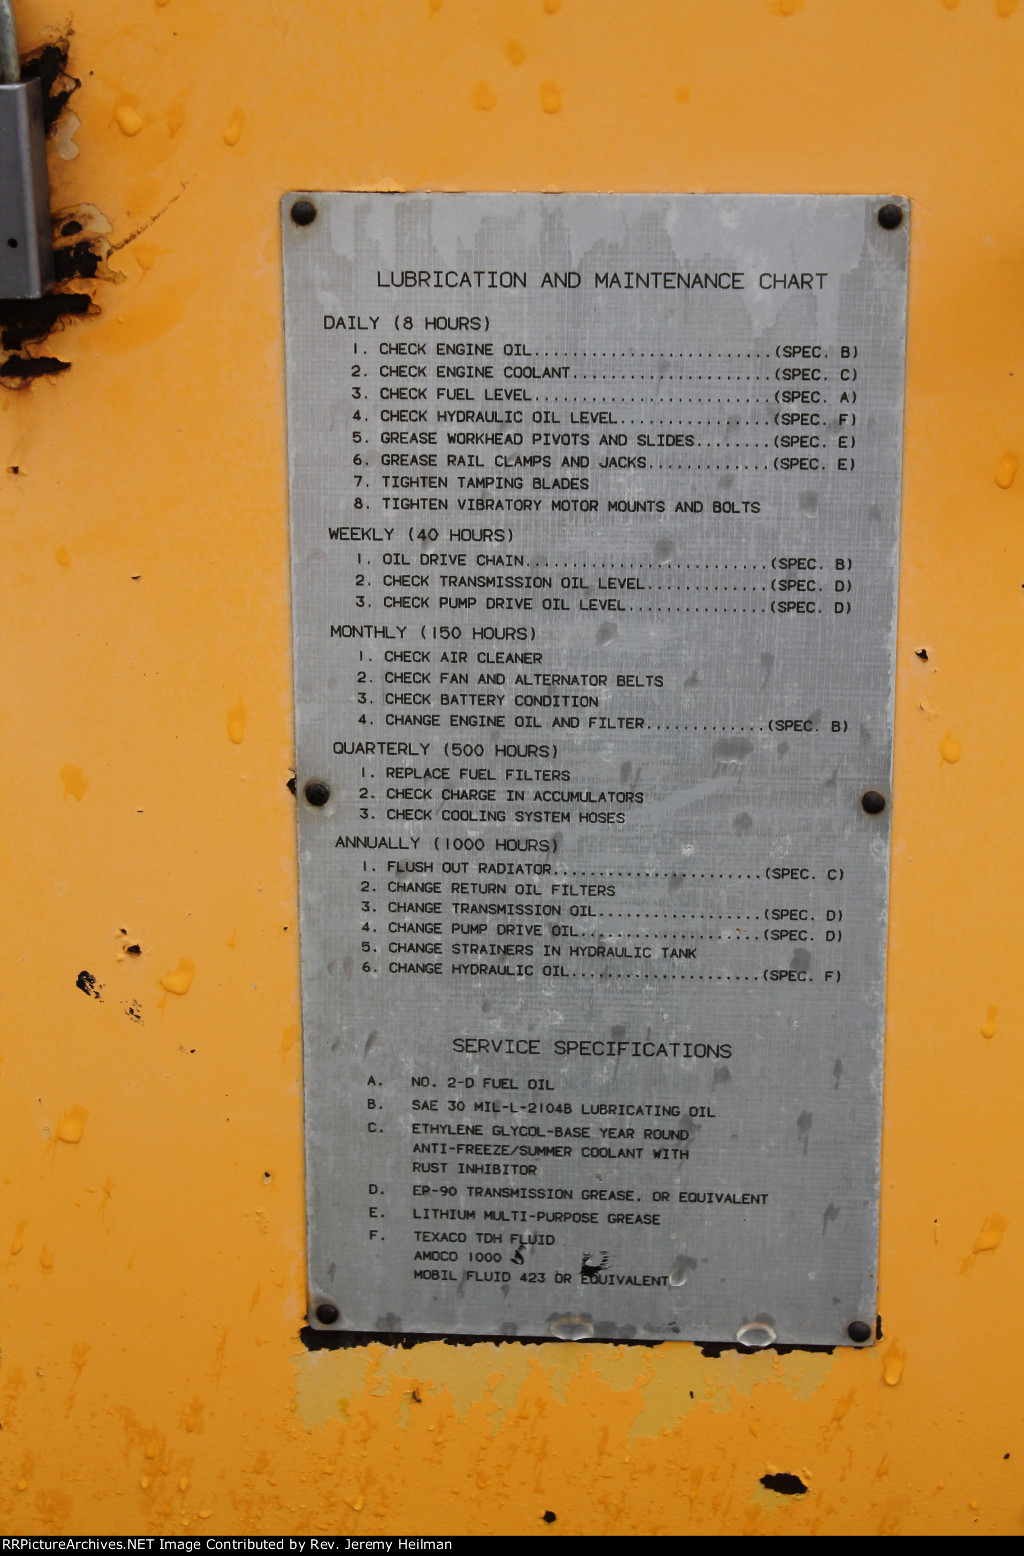 LUBRICATION AND MAINTENANCE CHART
DAILY (8 HOURS)
1. CHECK ENGINE OIL.........................(SPEC. B)
2. CHECK ENGINE COOLANT.....................(SPEC. C)
3. CHECK FUEL LEVEL.........................(SPEC. A)
4. CHECK HYDRAULIC OIL LEVEL................(SPEC. F)
5. GREASE WORKHEAD PIVOTS AND SLIDES........(SPEC. E)
6. GREASE RAIL CLAMPS AND JACKS.............(SPEC. E)
7. TIGHTEN TAMPING BLADES
8. TIGHTEN VIBRATORY MOTOR MOUNTS AND BOLTS
WEEKLY (40 HOURS)
1. OIL DRIVE CHAIN..........................(SPEC. B)
2. CHECK TRANSMISSION OIL LEVEL.............(SPEC. D)
3. CHECK PUMP DRIVE OIL LEVEL...............(SPEC. D)
MONTHLY (150 HOURS)
1. CHECK AIR CLEANER
2. CHECK FAN AND ALTERNATOR BELTS
3. CHECK BATTERY CONDITION
4. CHANGE ENGINE OIL AND FILTER.............(SPEC. B)
QUARTERLY (500 HOURS)
1. REPLACE FUEL FILTERS
2. CHECK CHARGE IN ACCUMULATORS
3. CHECK COOLING SYSTEM HOSES
ANNUALLY (1000 HOURS)
1. FLUSH OUT RADIATOR.......................(SPEC. C)
2. CHANGE RETURN OIL FILTERS
3. CHANGE TRANSMISSION OIL..................(SPEC. D)
4. CHANGE PUMP DRIVE OIL....................(SPEC. D)
5. CHANGE STRAINERS IN HYDRAULIC TANK
6. CHANGE HYDRAULIC OIL.....................(SPEC. F)
SERVICE SPECIFICATIONS
A. NO. 2-D FUEL OIL
B. SAE 30 MIL-L-2104B LUBRICATING OIL
C. ETHYLENE GLYCOL-BASE YEAR ROUND
ANTI-FREEZE/SUMMER COOLANT WITH
RUST INHIBITOR
D. EP-90 TRANSMISSION GREASE, OR EQUIVALENT
E. LITHIUM MULTI-PURPOSE GREASE
F. TEXACO TDH FLUID
AMOCO 1000
MOBIL FLUID 423 OR EQUIVALENT
RRPictureArchives.NET Image Contributed by Rev. Jeremy Heilman